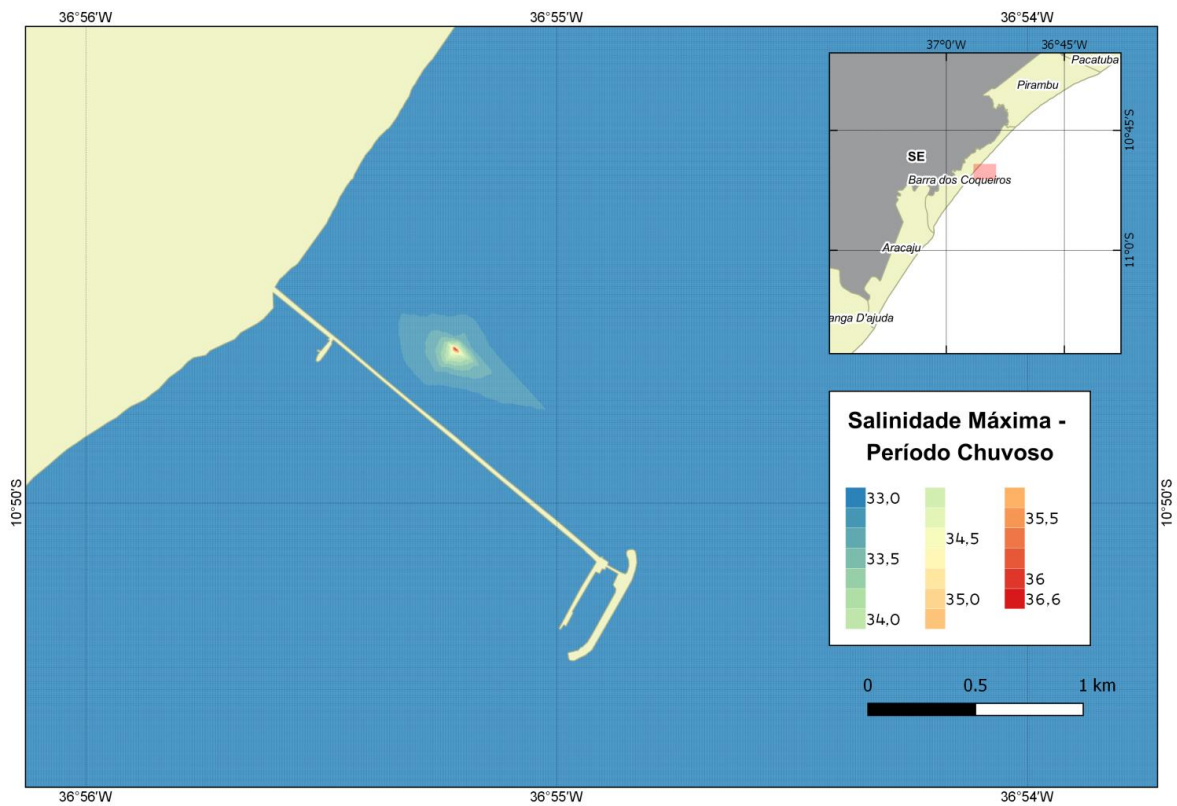 36°56'W 36°55'W 36°54'W
37°0'W 36°45'W
Pacatuba
Pirambu
10°45'S
SE
Barra dos Coqueiros
11°0'S
Aracaju
anga D'ajuda
Salinidade Máxima -
Período Chuvoso
33,0 35,5
34,5
33,5 36
35,0 36,6
34,0
10°50'S 10°50'S
0 0.5 1 km
36°56'W 36°55'W 36°54'W